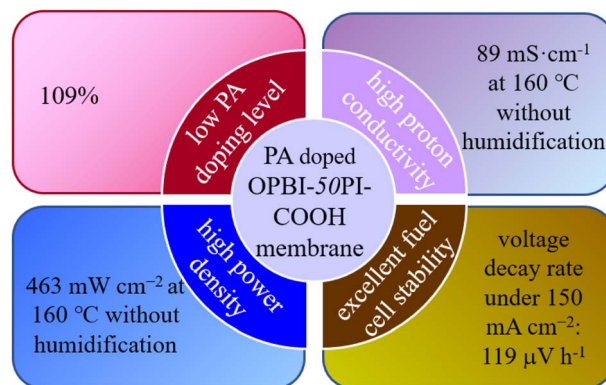 109%
low PA
doping level
high proton
conductivity
89 mS·cm⁻¹
at 160 °C
without
humidification
PA doped
OPBI-50PI-
COOH
membrane
463 mW cm⁻² at
160 °C without
humidification
high power
density
excellent fuel
cell stability
voltage
decay rate
under 150
mA cm⁻²:
119 μV h⁻¹